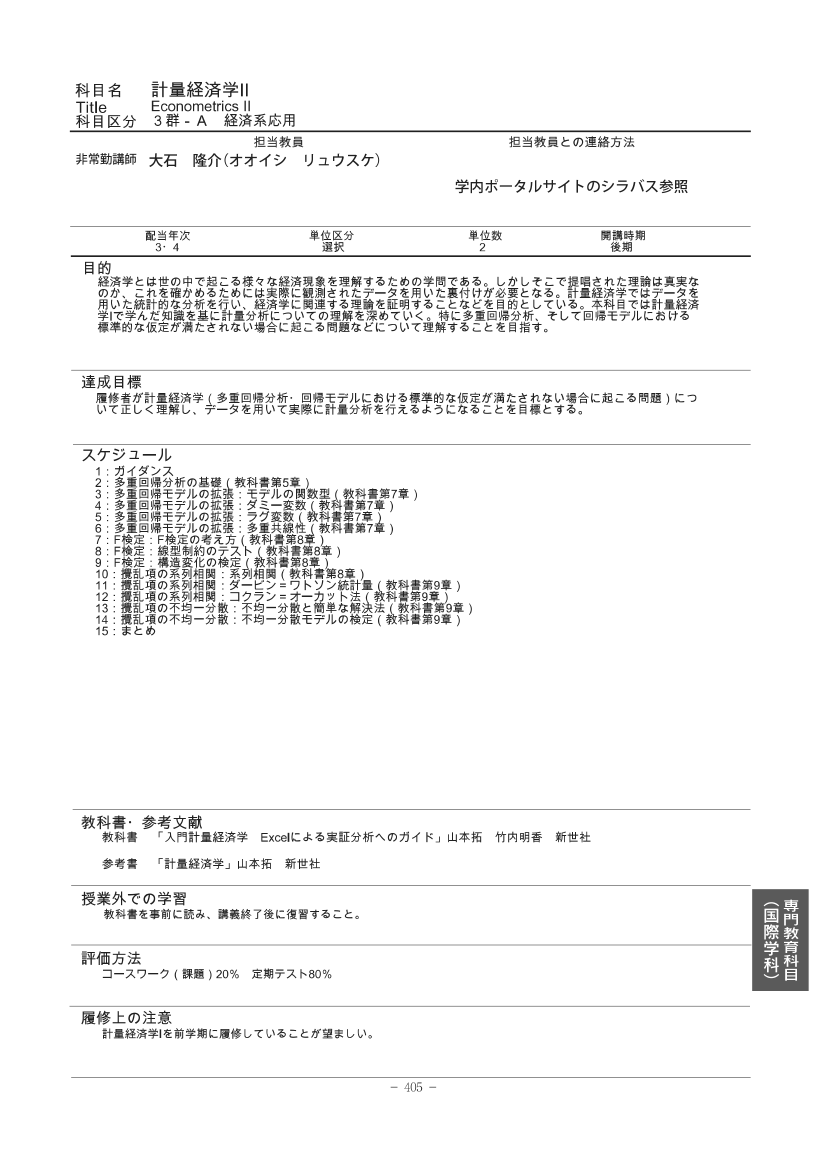 科目名　計量経済学II
Title　Econometrics II
科目区分　3群 - A　経済系応用
担当教員　担当教員との連絡方法
非常勤講師　大石　隆介(オオイシ　リュウスケ)
学内ポータルサイトのシラバス参照
配当年次　単位区分　単位数　開講時期
3・4　選択　2　後期
目的
経済学とは世の中で起こる様々な経済現象を理解するための学問である。しかしそこで提唱された理論は真実な
のか、これを確かめるためには実際に観測されたデータを用いた裏付けが必要となる。計量経済学ではデータを
用いた統計的な分析を行い、経済学に関連する理論を証明することなどを目的としている。本科目では計量経済
学Iで学んだ知識を基に計量分析についての理解を深めていく。特に多重回帰分析、そして回帰モデルにおける
標準的な仮定が満たされない場合に起こる問題などについて理解することを目指す。
達成目標
履修者が計量経済学(多重回帰分析・回帰モデルにおける標準的な仮定が満たされない場合に起こる問題)につ
いて正しく理解し、データを用いて実際に計量分析を行えるようになることを目標とする。
スケジュール
1：ガイダンス
2：多重回帰分析の基礎(教科書第5章)
3：多重回帰モデルの拡張：モデルの関数型(教科書第7章)
4：多重回帰モデルの拡張：ダミー変数(教科書第7章)
5：多重回帰モデルの拡張：ラグ変数(教科書第7章)
6：多重回帰モデルの拡張：多重共線性(教科書第7章)
7：F検定：F検定の考え方(教科書第8章)
8：F検定：線型制約のテスト(教科書第8章)
9：F検定：構造変化の検定(教科書第8章)
10：攪乱項の系列相関：系列相関(教科書第8章)
11：攪乱項の系列相関：ダービン＝ワトソン統計量(教科書第9章)
12：攪乱項の系列相関：コクラン＝オーカット法(教科書第9章)
13：攪乱項の不均一分散：不均一分散と簡単な解決法(教科書第9章)
14：攪乱項の不均一分散：不均一分散モデルの検定(教科書第9章)
15：まとめ
教科書・参考文献
教科書　「入門計量経済学　Excelによる実証分析へのガイド」山本拓　竹内明香　新世社
参考書　「計量経済学」山本拓　新世社
授業外での学習
教科書を事前に読み、講義終了後に復習すること。
評価方法
コースワーク(課題)20%　定期テスト80%
履修上の注意
計量経済学Iを前学期に履修していることが望ましい。
専門教育科目
(国際学科)
− 405 −